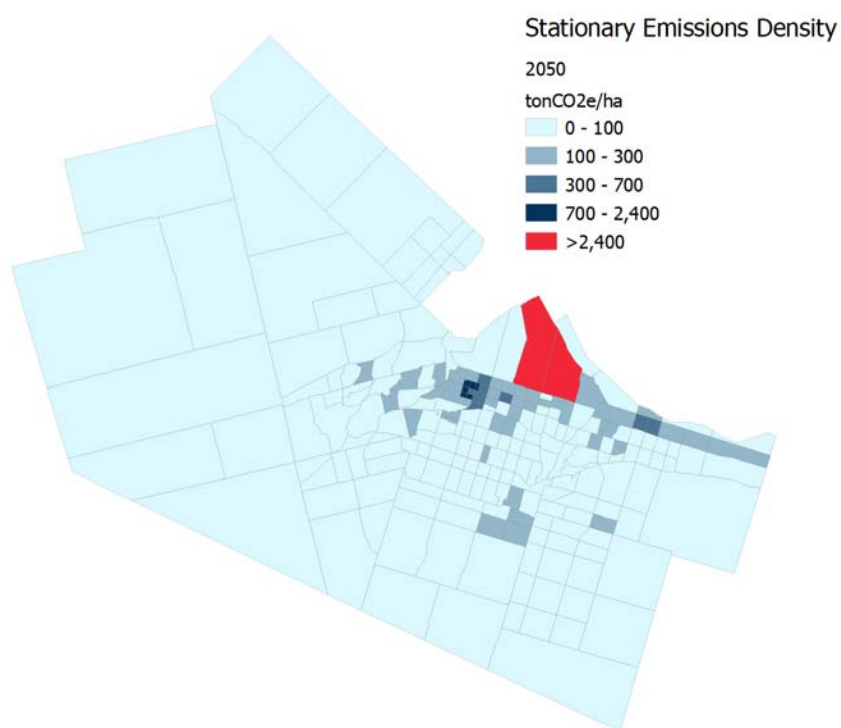 Stationary Emissions Density
2050
tonCO2e/ha
0 - 100
100 - 300
300 - 700
700 - 2,400
>2,400